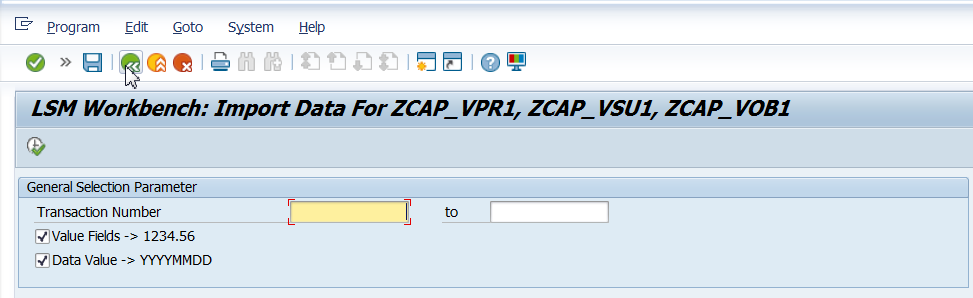 Program Edit Goto System Help
LSM Workbench: Import Data For ZCAP_VPR1, ZCAP_VSU1, ZCAP_VOB1
General Selection Parameter
Transaction Number to
Value Fields -> 1234.56
Data Value -> YYYYMMDD